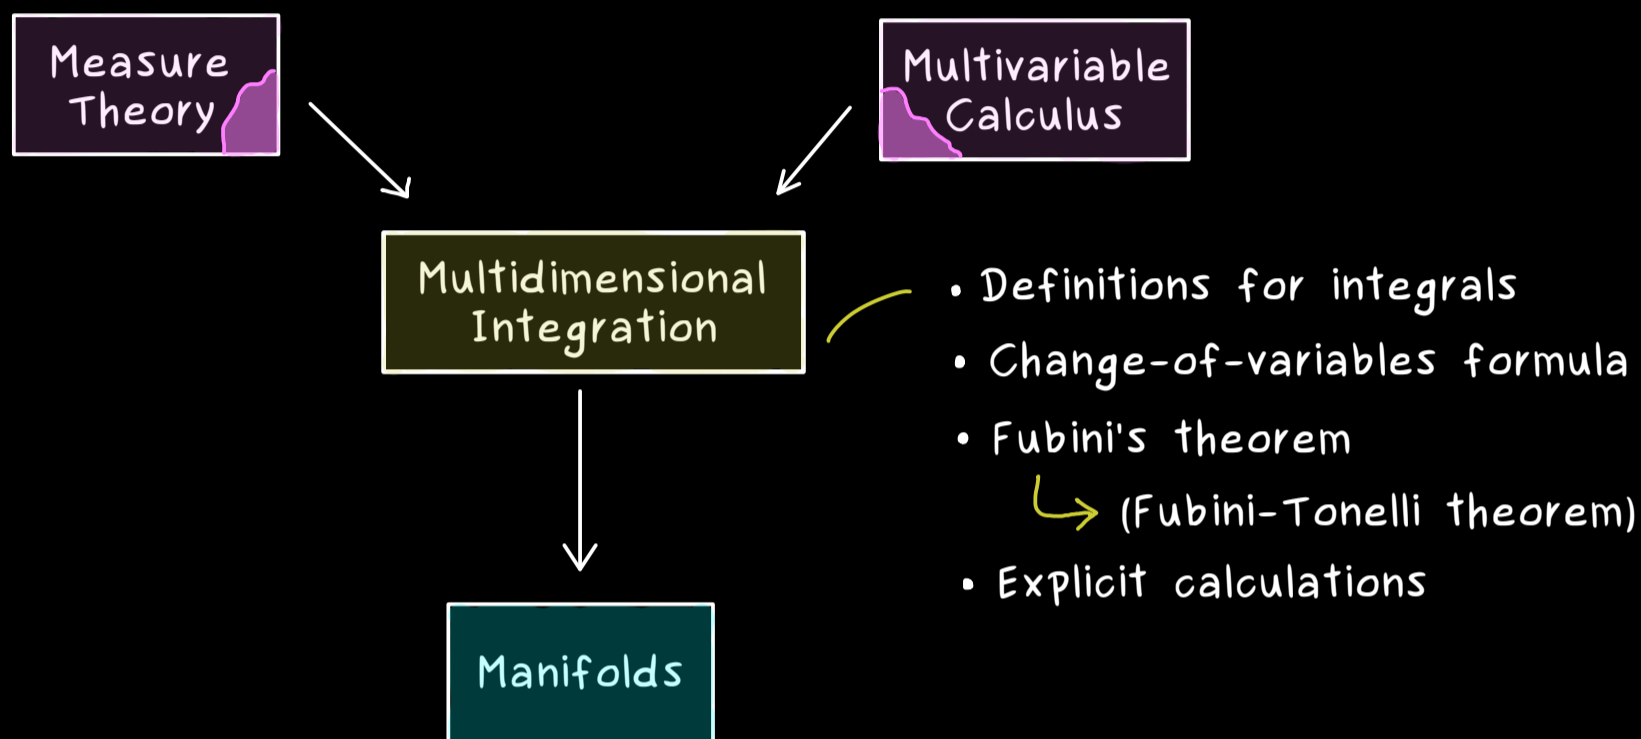 Measure
Theory
Multivariable
Calculus
Multidimensional
Integration
• Definitions for integrals
• Change-of-variables formula
• Fubini's theorem
(Fubini-Tonelli theorem)
• Explicit calculations
Manifolds